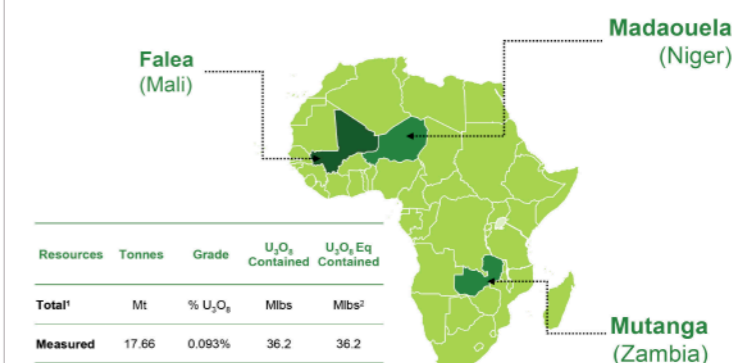 Madaouela
(Niger)
Falea
(Mali)
Resources Tonnes Grade U₃O₈ Contained U₃O₈ Eq Contained
Total¹ Mt % U₃O₈ Mlbs Mlbs²
Measured 17.66 0.093% 36.2 36.2
Mutanga
(Zambia)